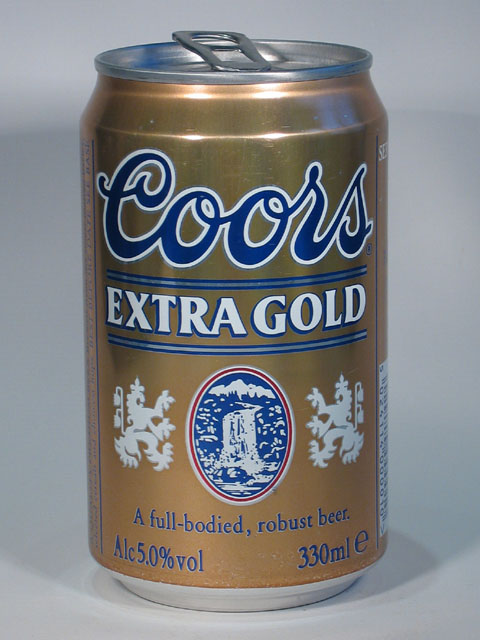 Coors®
EXTRA GOLD
A full-bodied, robust beer.
Alc 5.0% vol
330ml e